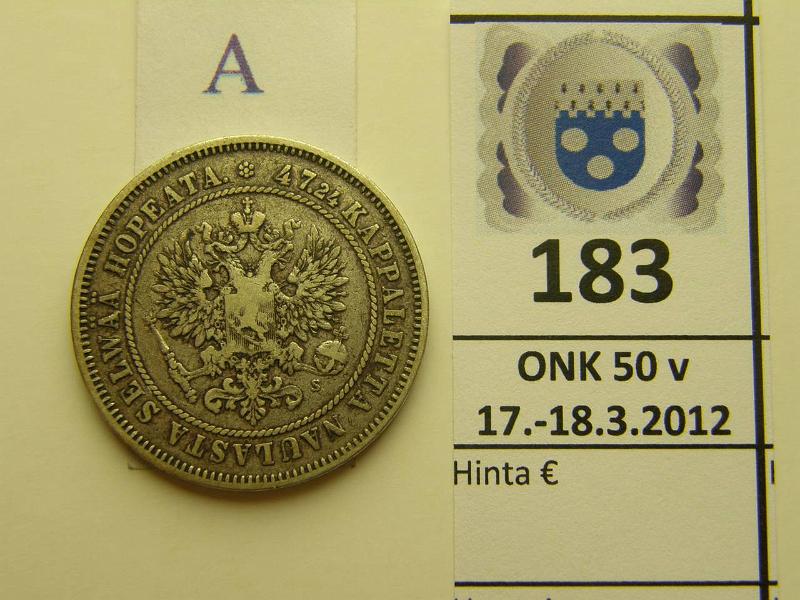 A
47.24 KAPPALETTA NAULASTA SELWÄÄ HOPEATA.
S
183
ONK 50 v
17.-18.3.2012
Hinta €